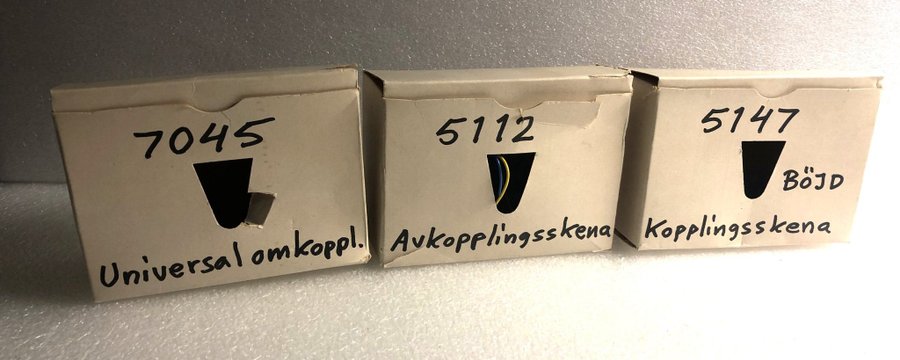 7045
Universal omkoppl.
5112
Avkopplingsskena
5147
BÖJD
Kopplingsskena